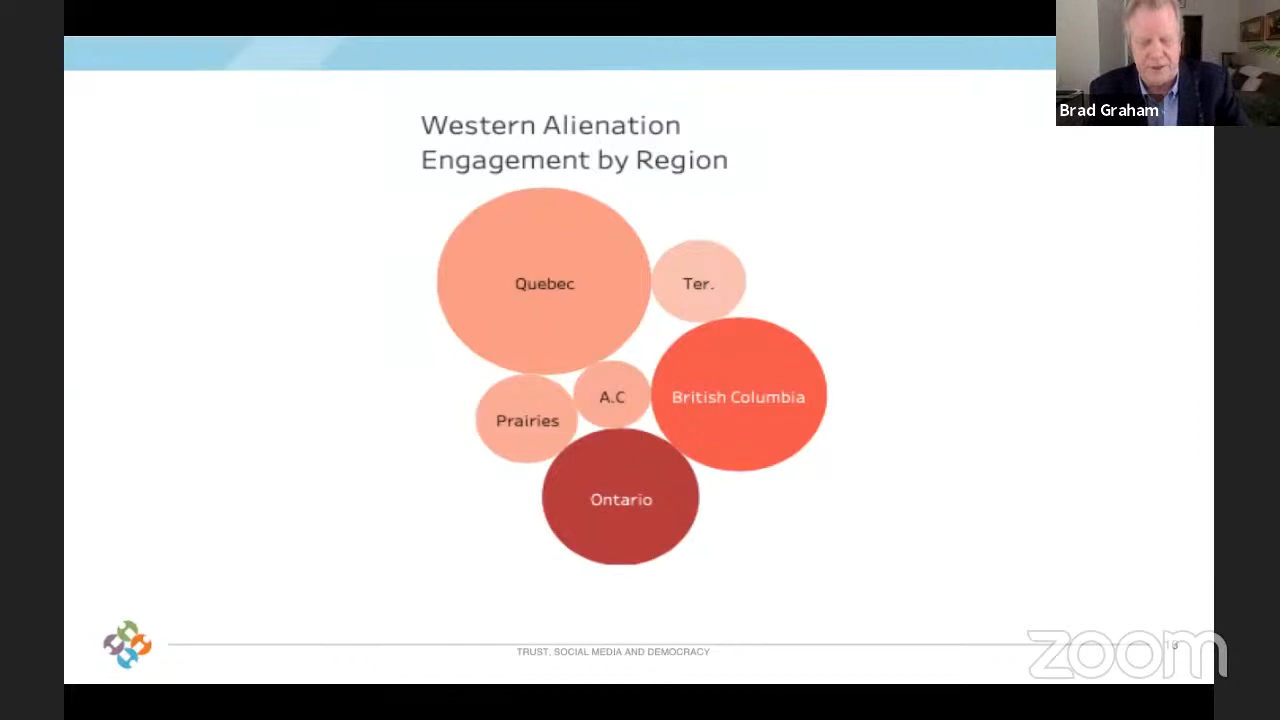 Brad Graham
Western Alienation
Engagement by Region
Quebec
Ter.
A.C
British Columbia
Prairies
Ontario
TRUST, SOCIAL MEDIA AND DEMOCRACY
zoom